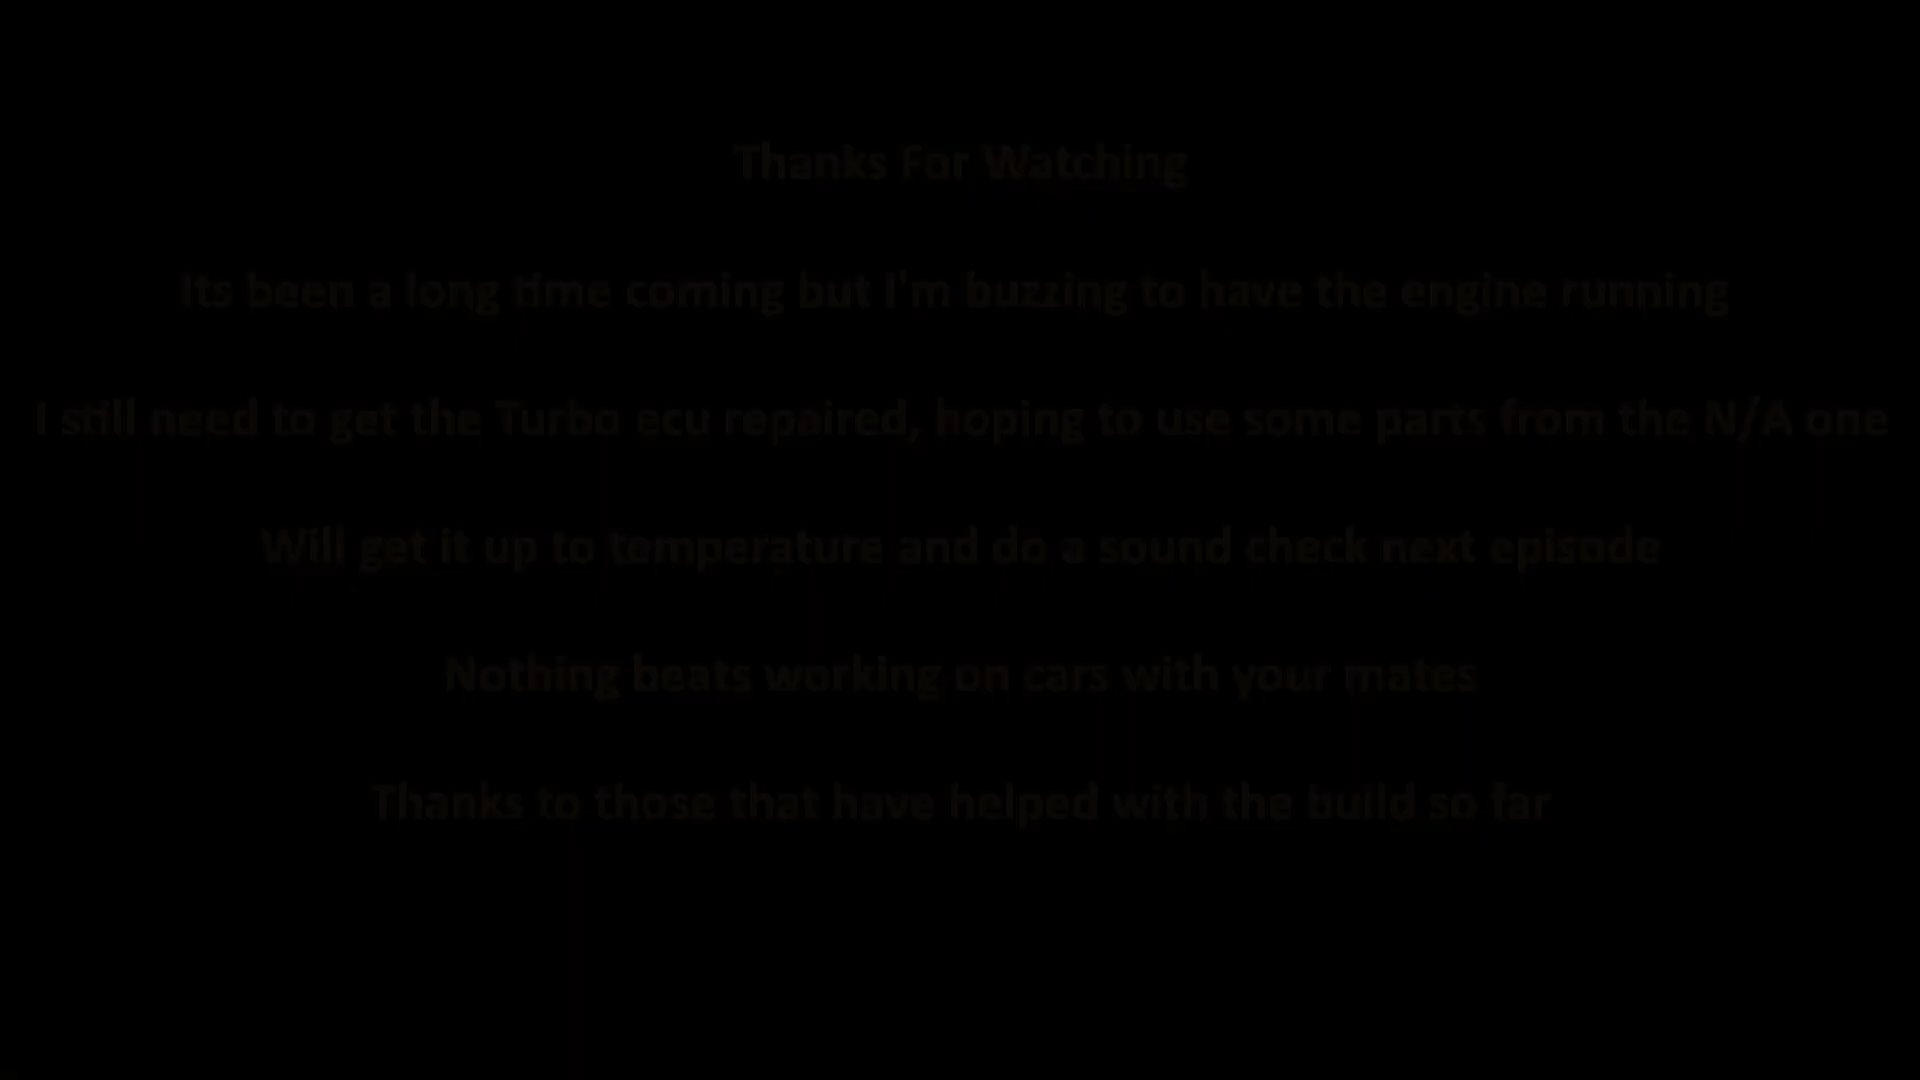 Thanks For Watching
Its been a long time coming but I'm buzzing to have the engine running
I still need to get the Turbo ecu repaired, hoping to use some parts from the N/A one
Will get it up to temperature and do a sound check next episode
Nothing beats working on cars with your mates
Thanks to those that have helped with the build so far